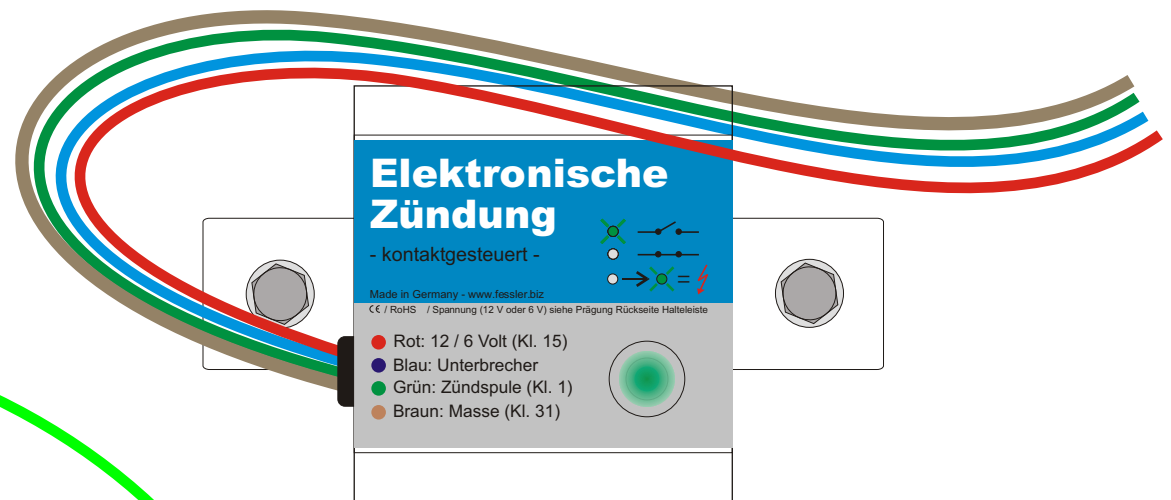 Elektronische
Zündung
- kontaktgesteuert -
Made in Germany - www.fessler.biz
CE / RoHS / Spannung (12 V oder 6 V) siehe Prägung Rückseite Halteleiste
Rot: 12 / 6 Volt (Kl. 15)
Blau: Unterbrecher
Grün: Zündspule (Kl. 1)
Braun: Masse (Kl. 31)